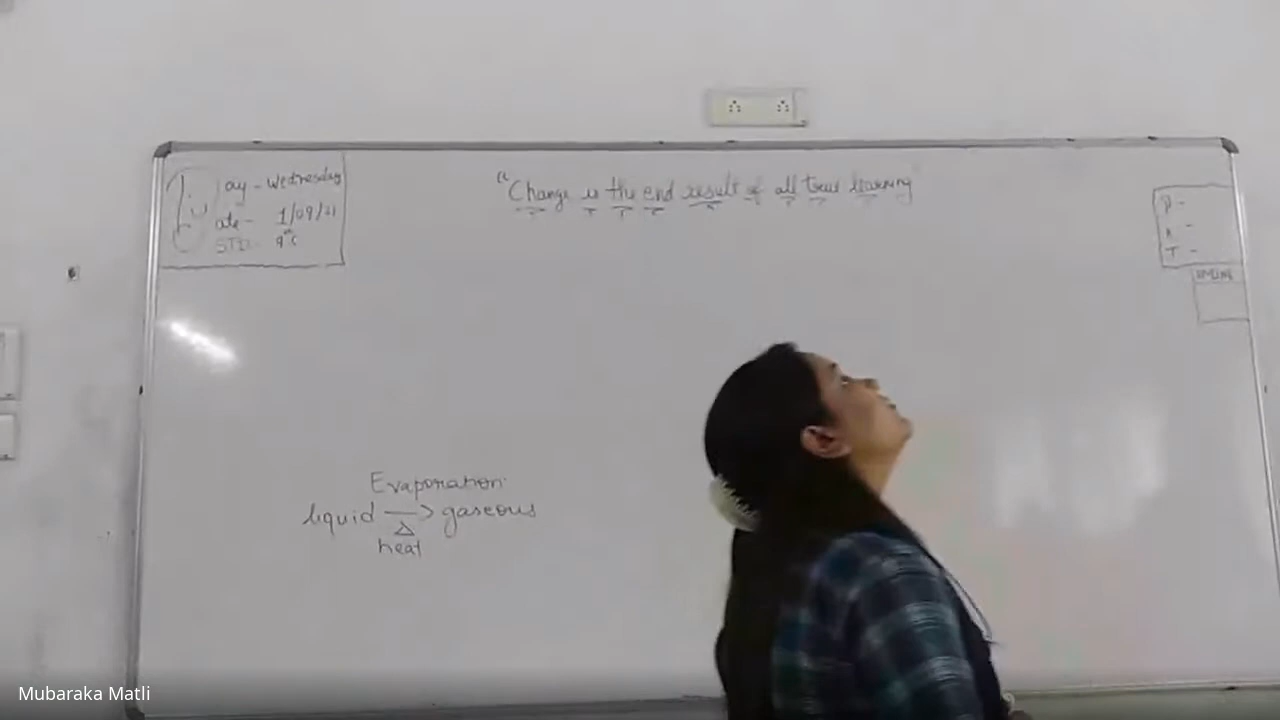 Day - Wednesday
Date - 1/09/21
STD - 9th C
"Change is the end result of all true learning"
P -
A -
T -
Evaporation
liquid → gaseous
Δ
heat
Mubaraka Matli